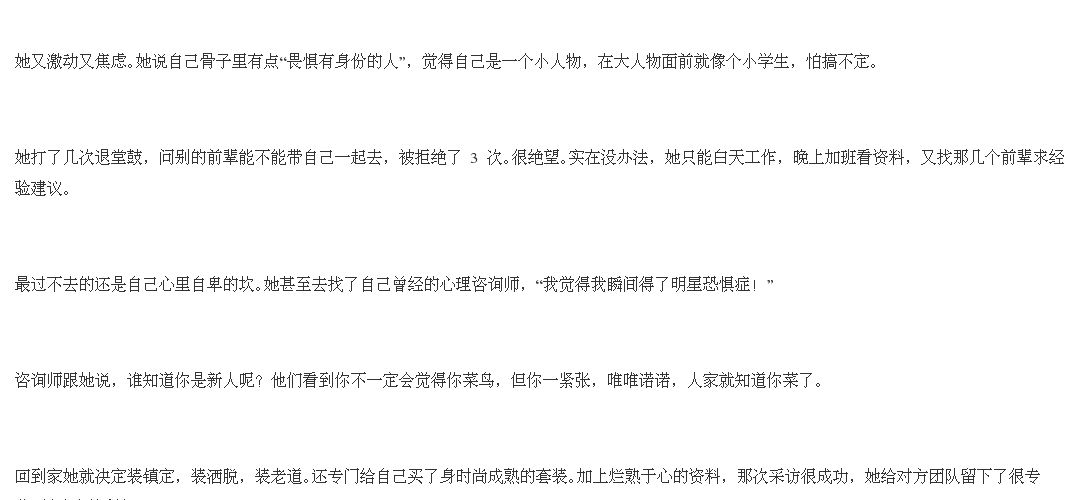 她又激动又焦虑。她说自己骨子里有点“畏惧有身份的人”，觉得自己是一个小人物，在大人物面前就像个小学生，怕搞不定。
她打了几次退堂鼓，问别的前辈能不能带自己一起去，被拒绝了 3 次。很绝望。实在没办法，她只能白天工作，晚上加班看资料，又找那几个前辈求经
验建议。
最过不去的还是自己心里自卑的坎。她甚至去找了自己曾经的心理咨询师，“我觉得我瞬间得了明星恐惧症！”
咨询师跟她说，谁知道你是新人呢？他们看到你不一定会觉得你菜鸟，但你一紧张，唯唯诺诺，人家就知道你菜了。
回到家她就决定装镇定，装洒脱，装老道。还专门给自己买了身时尚成熟的套装。加上烂熟于心的资料，那次采访很成功，她给对方团队留下了很专